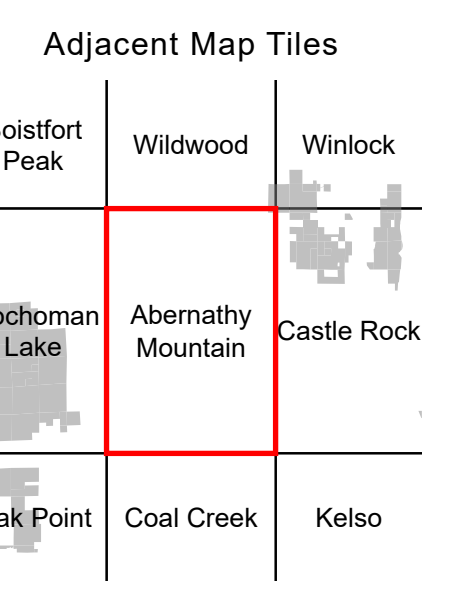 Adjacent Map Tiles
oistfort
Peak
Wildwood
Winlock
ochoman
Lake
Abernathy
Mountain
Castle Rock
ak Point
Coal Creek
Kelso